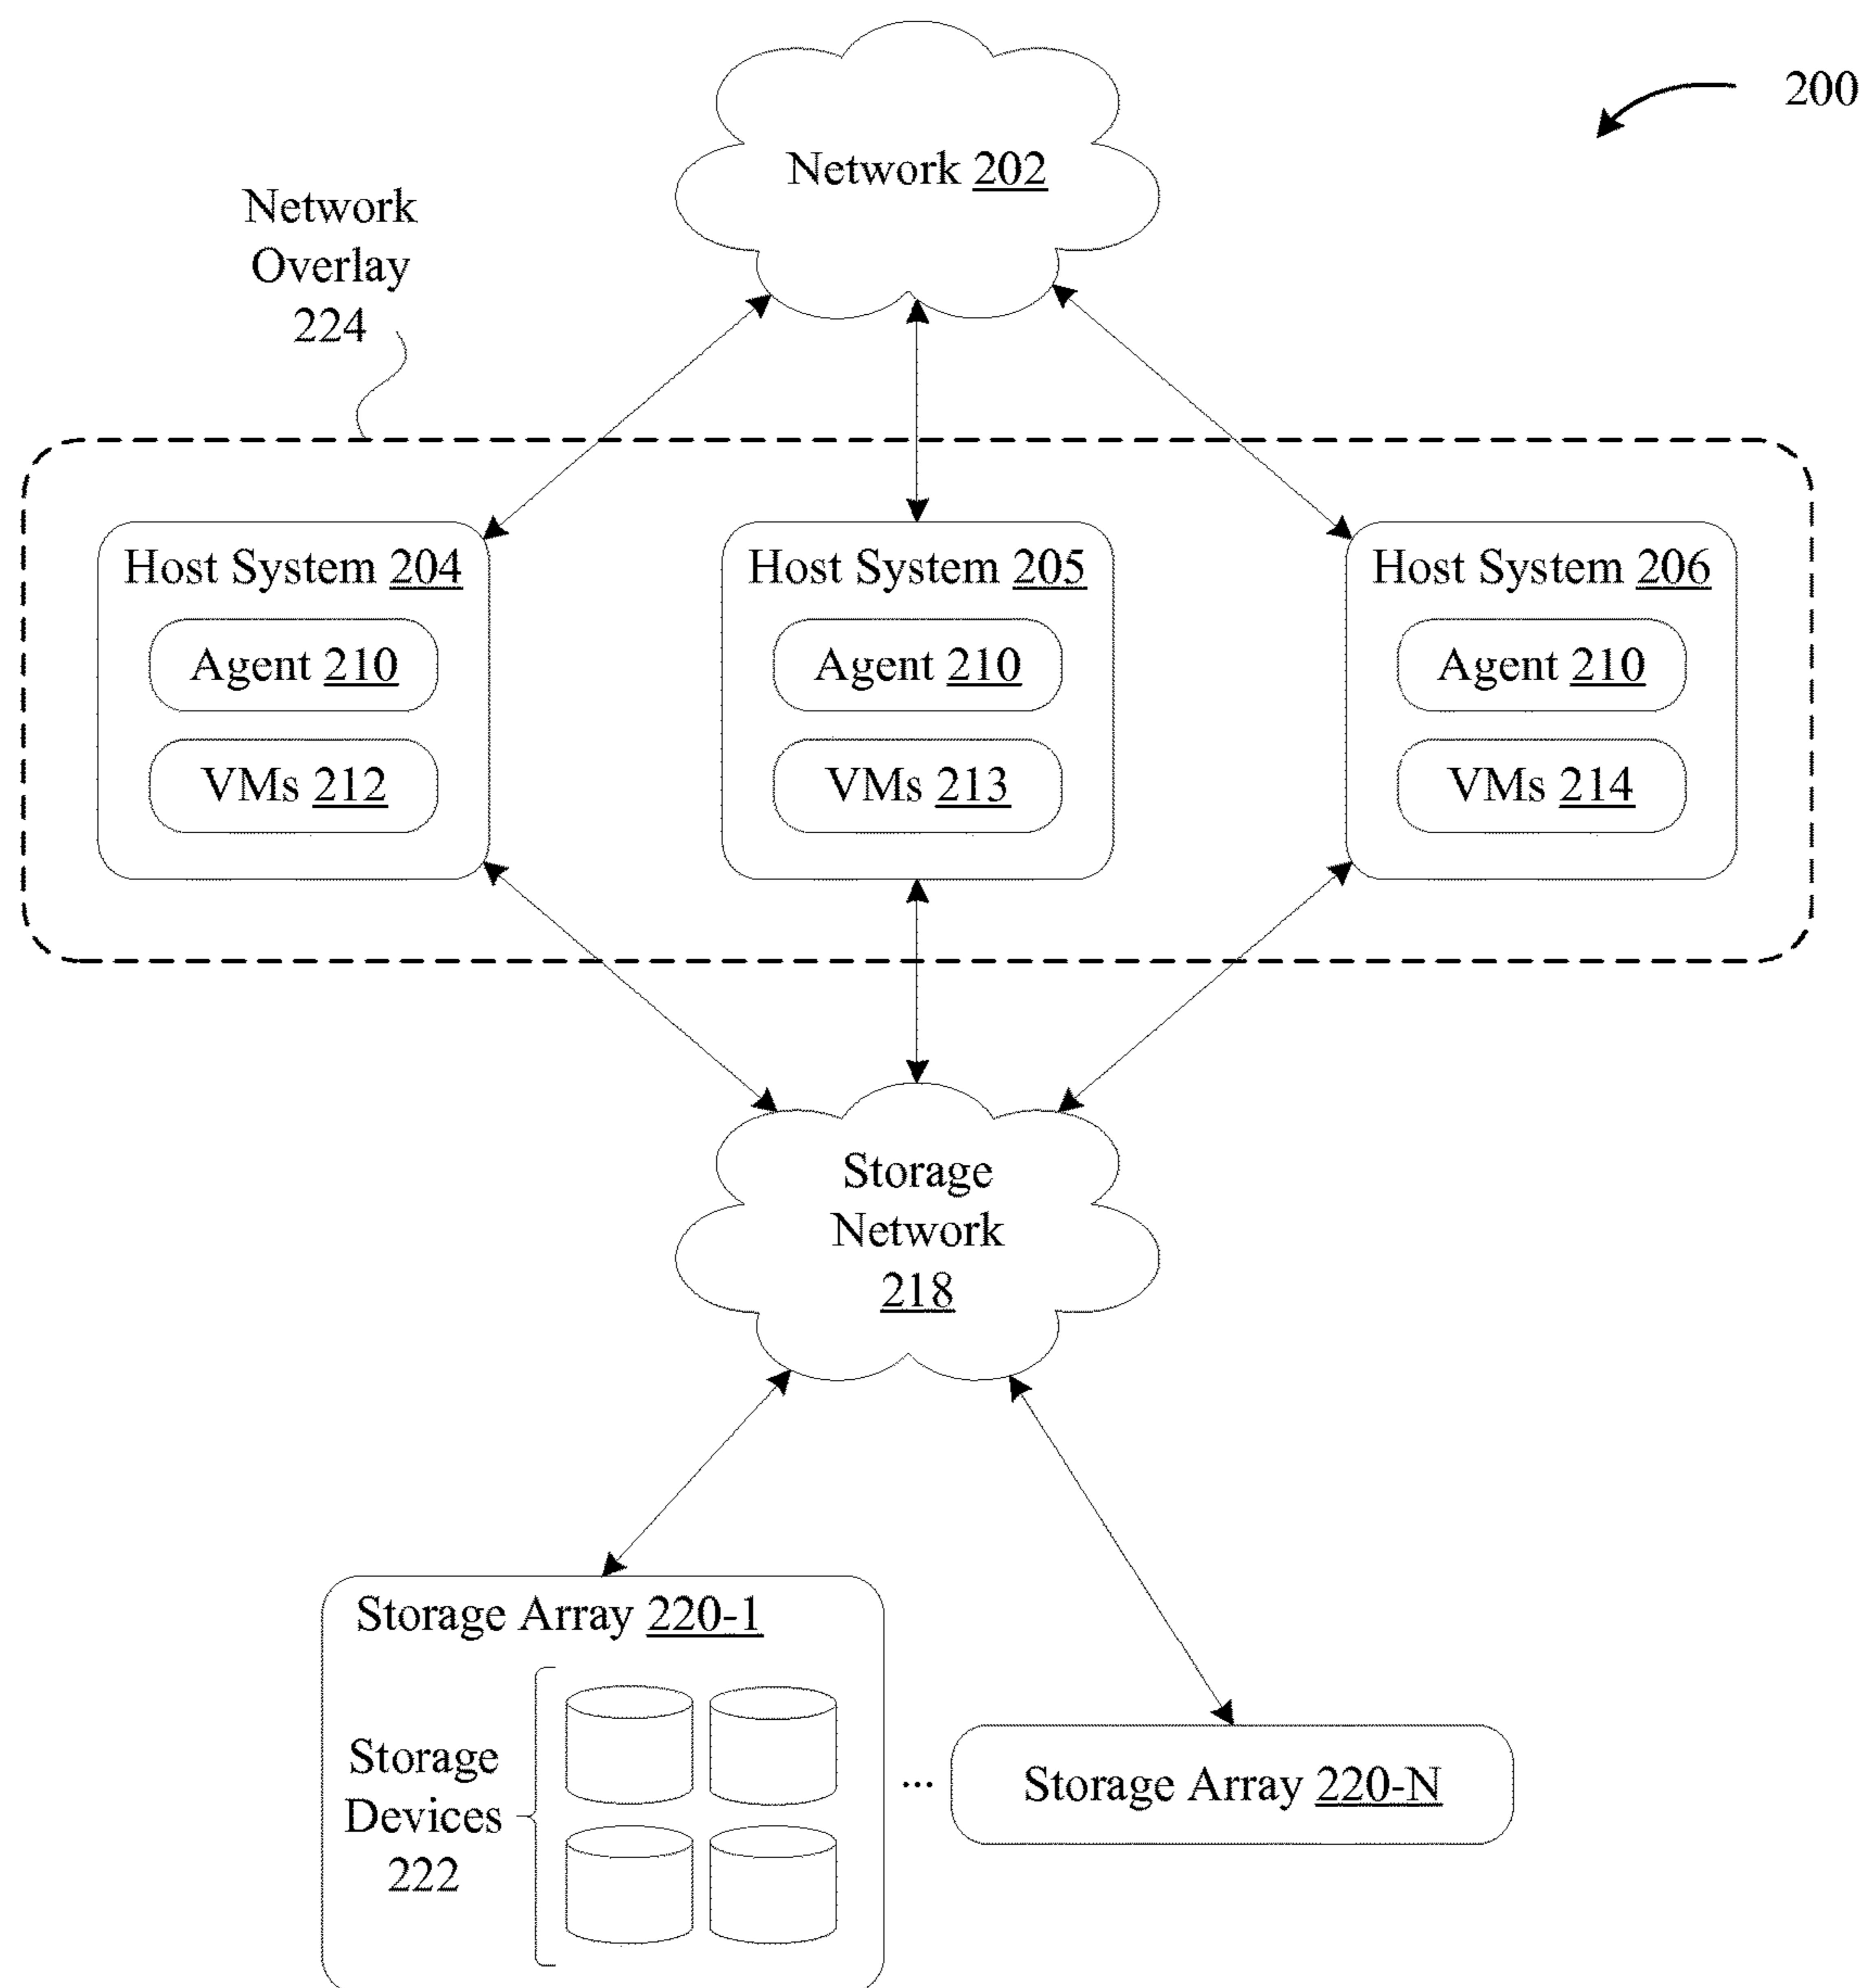 200
Network 202
Network
Overlay
224
Host System 204
Agent 210
VMs 212
Host System 205
Agent 210
VMs 213
Host System 206
Agent 210
VMs 214
Storage
Network
218
Storage Array 220-1
Storage
Devices
222
...
Storage Array 220-N